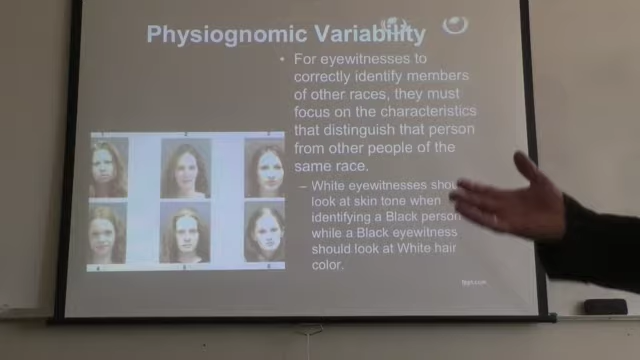 Physiognomic Variability
• For eyewitnesses to
correctly identify members
of other races, they must
focus on the characteristics
that distinguish that person
from other people of the
same race.
– White eyewitnesses shou
look at skin tone when
identifying a Black person
while a Black eyewitness
should look at White hair
color.
2